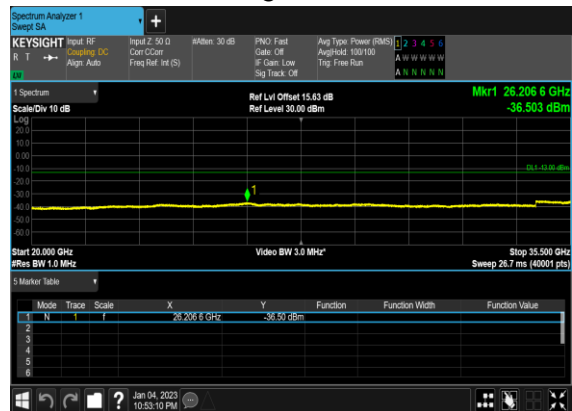 Spectrum Analyzer 1
Swept SA
+
KEYSIGHT Input: RF Input Z: 50 Ω #Atten: 30 dB PNO: Fast Avg Type: Power (RMS) 1 2 3 4 5 6
R T Coupling: DC Corr CCorr Gate: Off Avg|Hold: 100/100 A W W W W W
Align: Auto Freq Ref: Int (S) IF Gain: Low Trig: Free Run
Sig Track: Off A N N N N N
1 Spectrum Ref Lvl Offset 15.63 dB Mkr1 26.206 6 GHz
Scale/Div 10 dB Ref Level 30.00 dBm -36.503 dBm
Log
20.0
10.0
0.00
-10.0 DL1 -13.00 dBm
-20.0
-30.0 1
-40.0
-50.0
-60.0
Start 20.000 GHz Video BW 3.0 MHz* Stop 35.500 GHz
#Res BW 1.0 MHz Sweep 26.7 ms (40001 pts)
5 Marker Table
Mode Trace Scale X Y Function Function Width Function Value
1 N 1 f 26.206 6 GHz -36.50 dBm
2
3
4
5
6
? Jan 04, 2023
10:53:10 PM